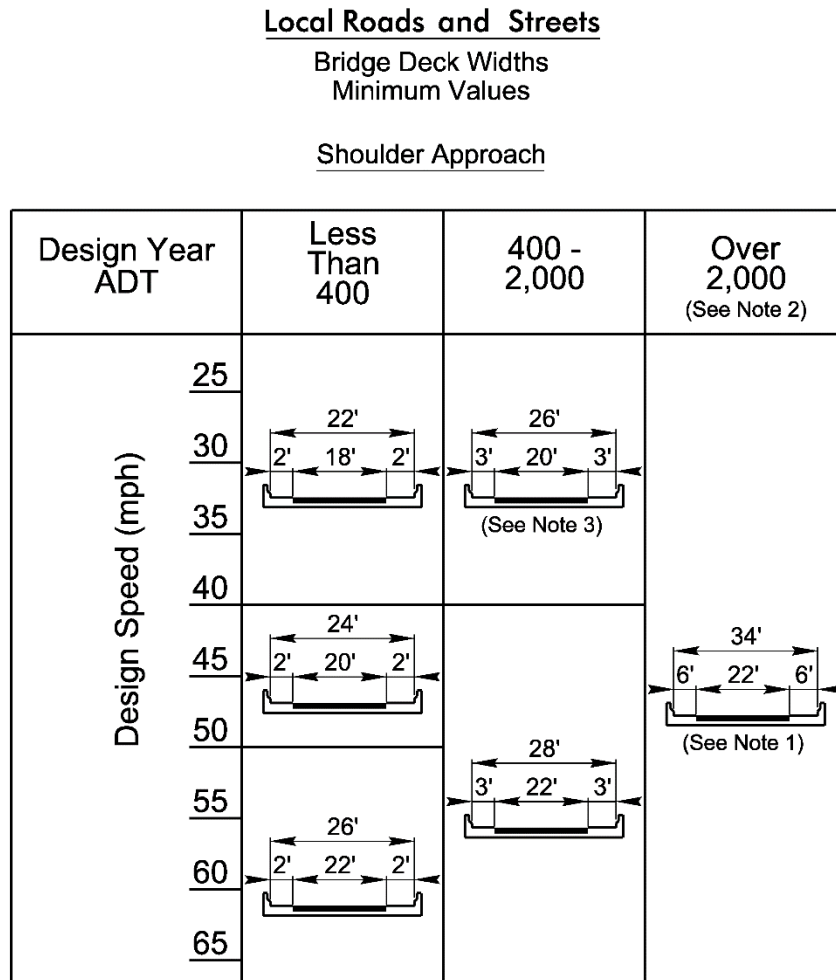 Local Roads and Streets
Bridge Deck Widths
Minimum Values
Shoulder Approach
Design Year
ADT
Less
Than
400
400 -
2,000
Over
2,000
(See Note 2)
Design Speed (mph)
25
30
35
40
45
50
55
60
65
22'
2' 18' 2'
24'
2' 20' 2'
26'
2' 22' 2'
26'
3' 20' 3'
(See Note 3)
28'
3' 22' 3'
34'
6' 22' 6'
(See Note 1)